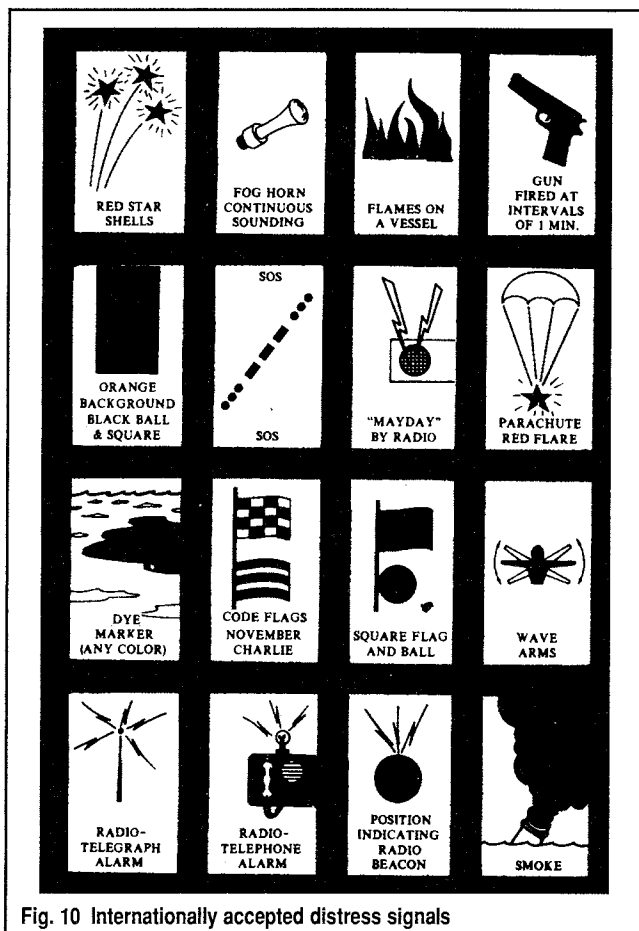 RED STAR
SHELLS
FOG HORN
CONTINUOUS
SOUNDING
FLAMES ON
A VESSEL
GUN
FIRED AT
INTERVALS
OF 1 MIN.
ORANGE
BACKGROUND
BLACK BALL
& SQUARE
SOS
SOS
"MAYDAY"
BY RADIO
PARACHUTE
RED FLARE
DYE
MARKER
(ANY COLOR)
CODE FLAGS
NOVEMBER
CHARLIE
SQUARE FLAG
AND BALL
WAVE
ARMS
RADIO-
TELEGRAPH
ALARM
RADIO-
TELEPHONE
ALARM
POSITION
INDICATING
RADIO
BEACON
SMOKE
Fig. 10 Internationally accepted distress signals